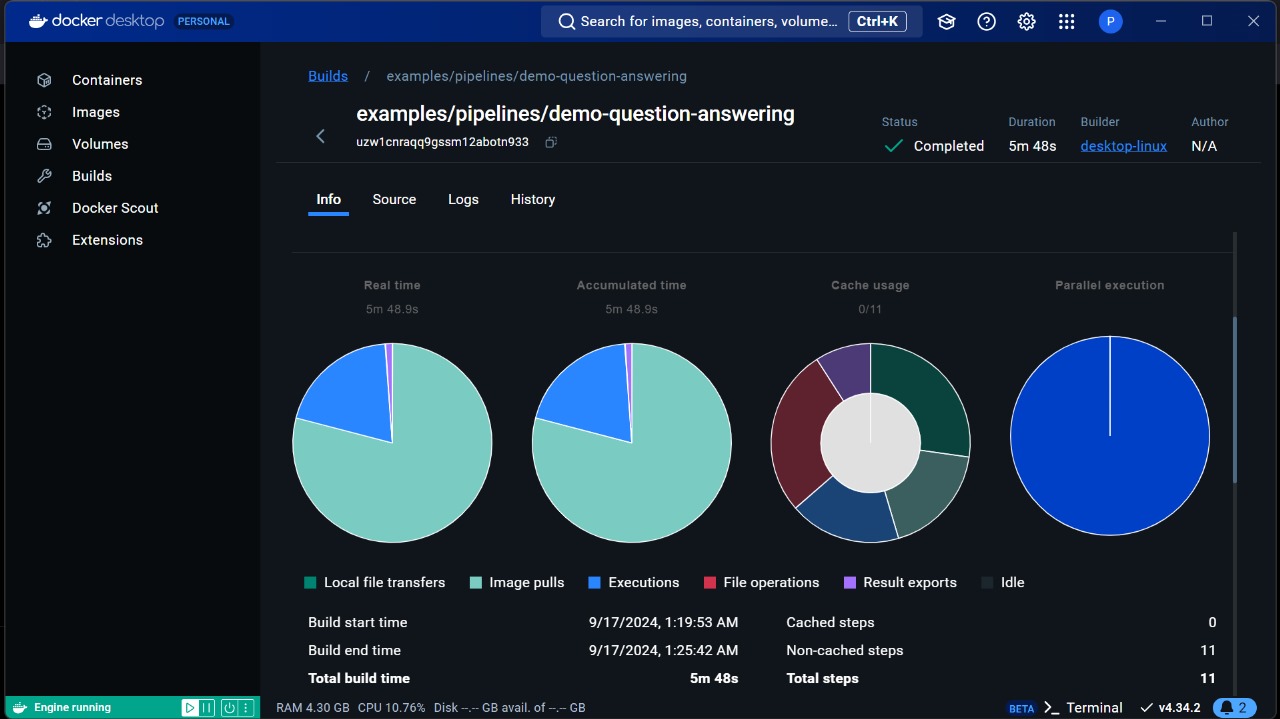 docker desktop PERSONAL
Search for images, containers, volume... Ctrl+K
P
Containers
Images
Volumes
Builds
Docker Scout
Extensions
Builds / examples/pipelines/demo-question-answering
examples/pipelines/demo-question-answering
uzw1cnraqq9gssm12abotn933
Status Duration Builder Author
Completed 5m 48s desktop-linux N/A
Info Source Logs History
Real time Accumulated time Cache usage Parallel execution
5m 48.9s 5m 48.9s 0/11
Local file transfers Image pulls Executions File operations Result exports Idle
Build start time 9/17/2024, 1:19:53 AM Cached steps 0
Build end time 9/17/2024, 1:25:42 AM Non-cached steps 11
Total build time 5m 48s Total steps 11
Engine running RAM 4.30 GB CPU 10.76% Disk --.-- GB avail. of --.-- GB BETA >_ Terminal v4.34.2 2